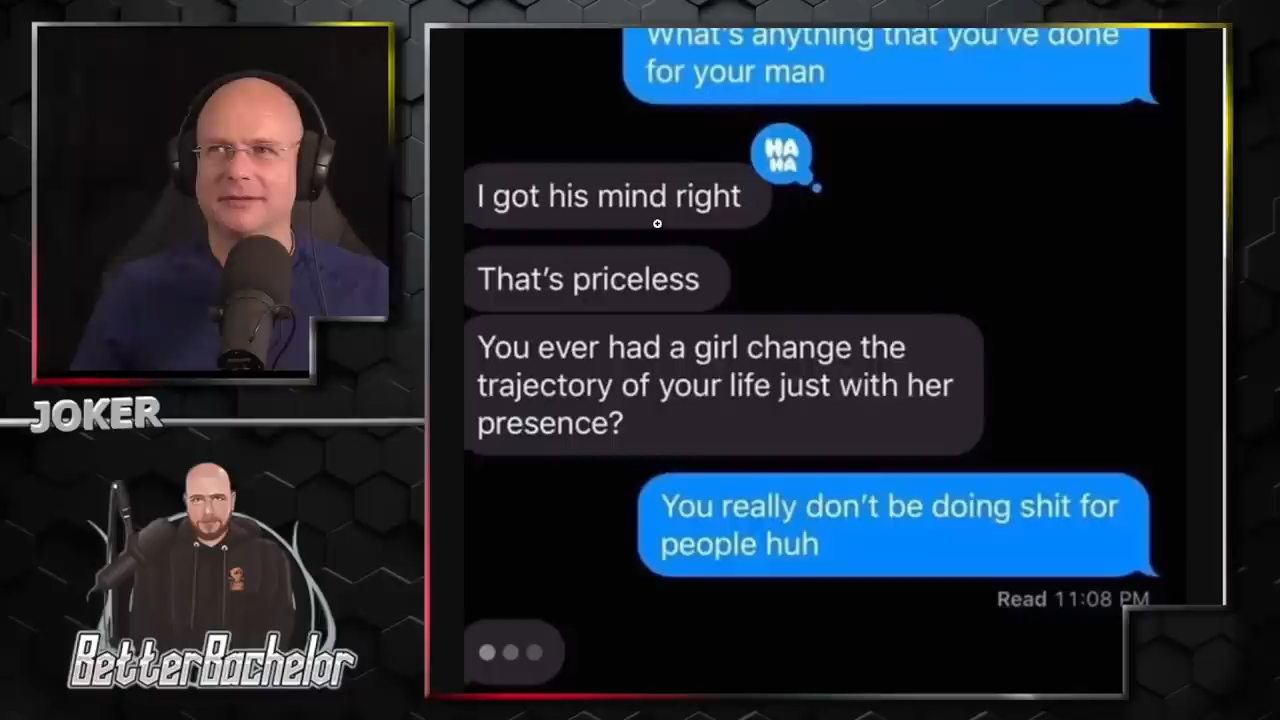 What's anything that you've done
for your man
HA
HA
I got his mind right
That's priceless
You ever had a girl change the
trajectory of your life just with her
presence?
You really don't be doing shit for
people huh
Read 11:08 PM
JOKER
BetterBachelor